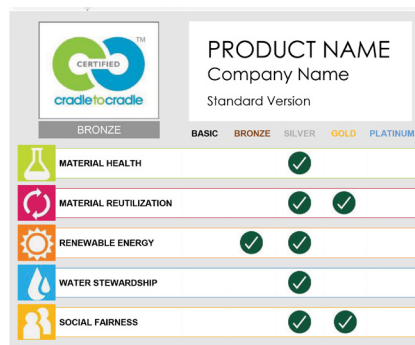 TM
CERTIFIED
cradletocradle
BRONZE
PRODUCT NAME
Company Name
Standard Version
BASIC BRONZE SILVER GOLD PLATINUM
MATERIAL HEALTH
MATERIAL REUTILIZATION
RENEWABLE ENERGY
WATER STEWARDSHIP
SOCIAL FAIRNESS